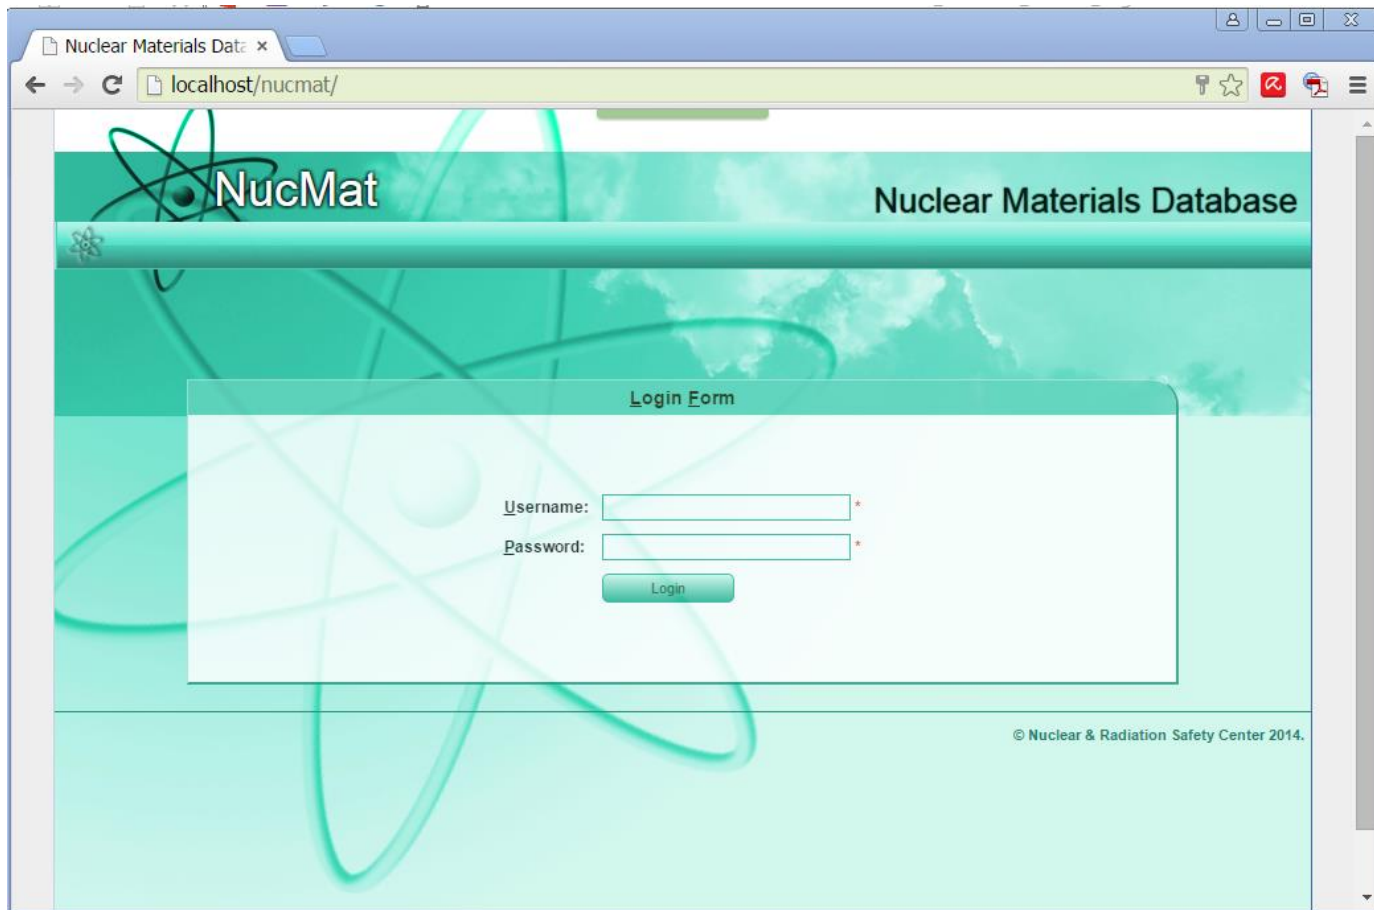 Nuclear Materials Data
localhost/nucmat/
NucMat
Nuclear Materials Database
Login Form
Username: *
Password: *
Login
© Nuclear & Radiation Safety Center 2014.